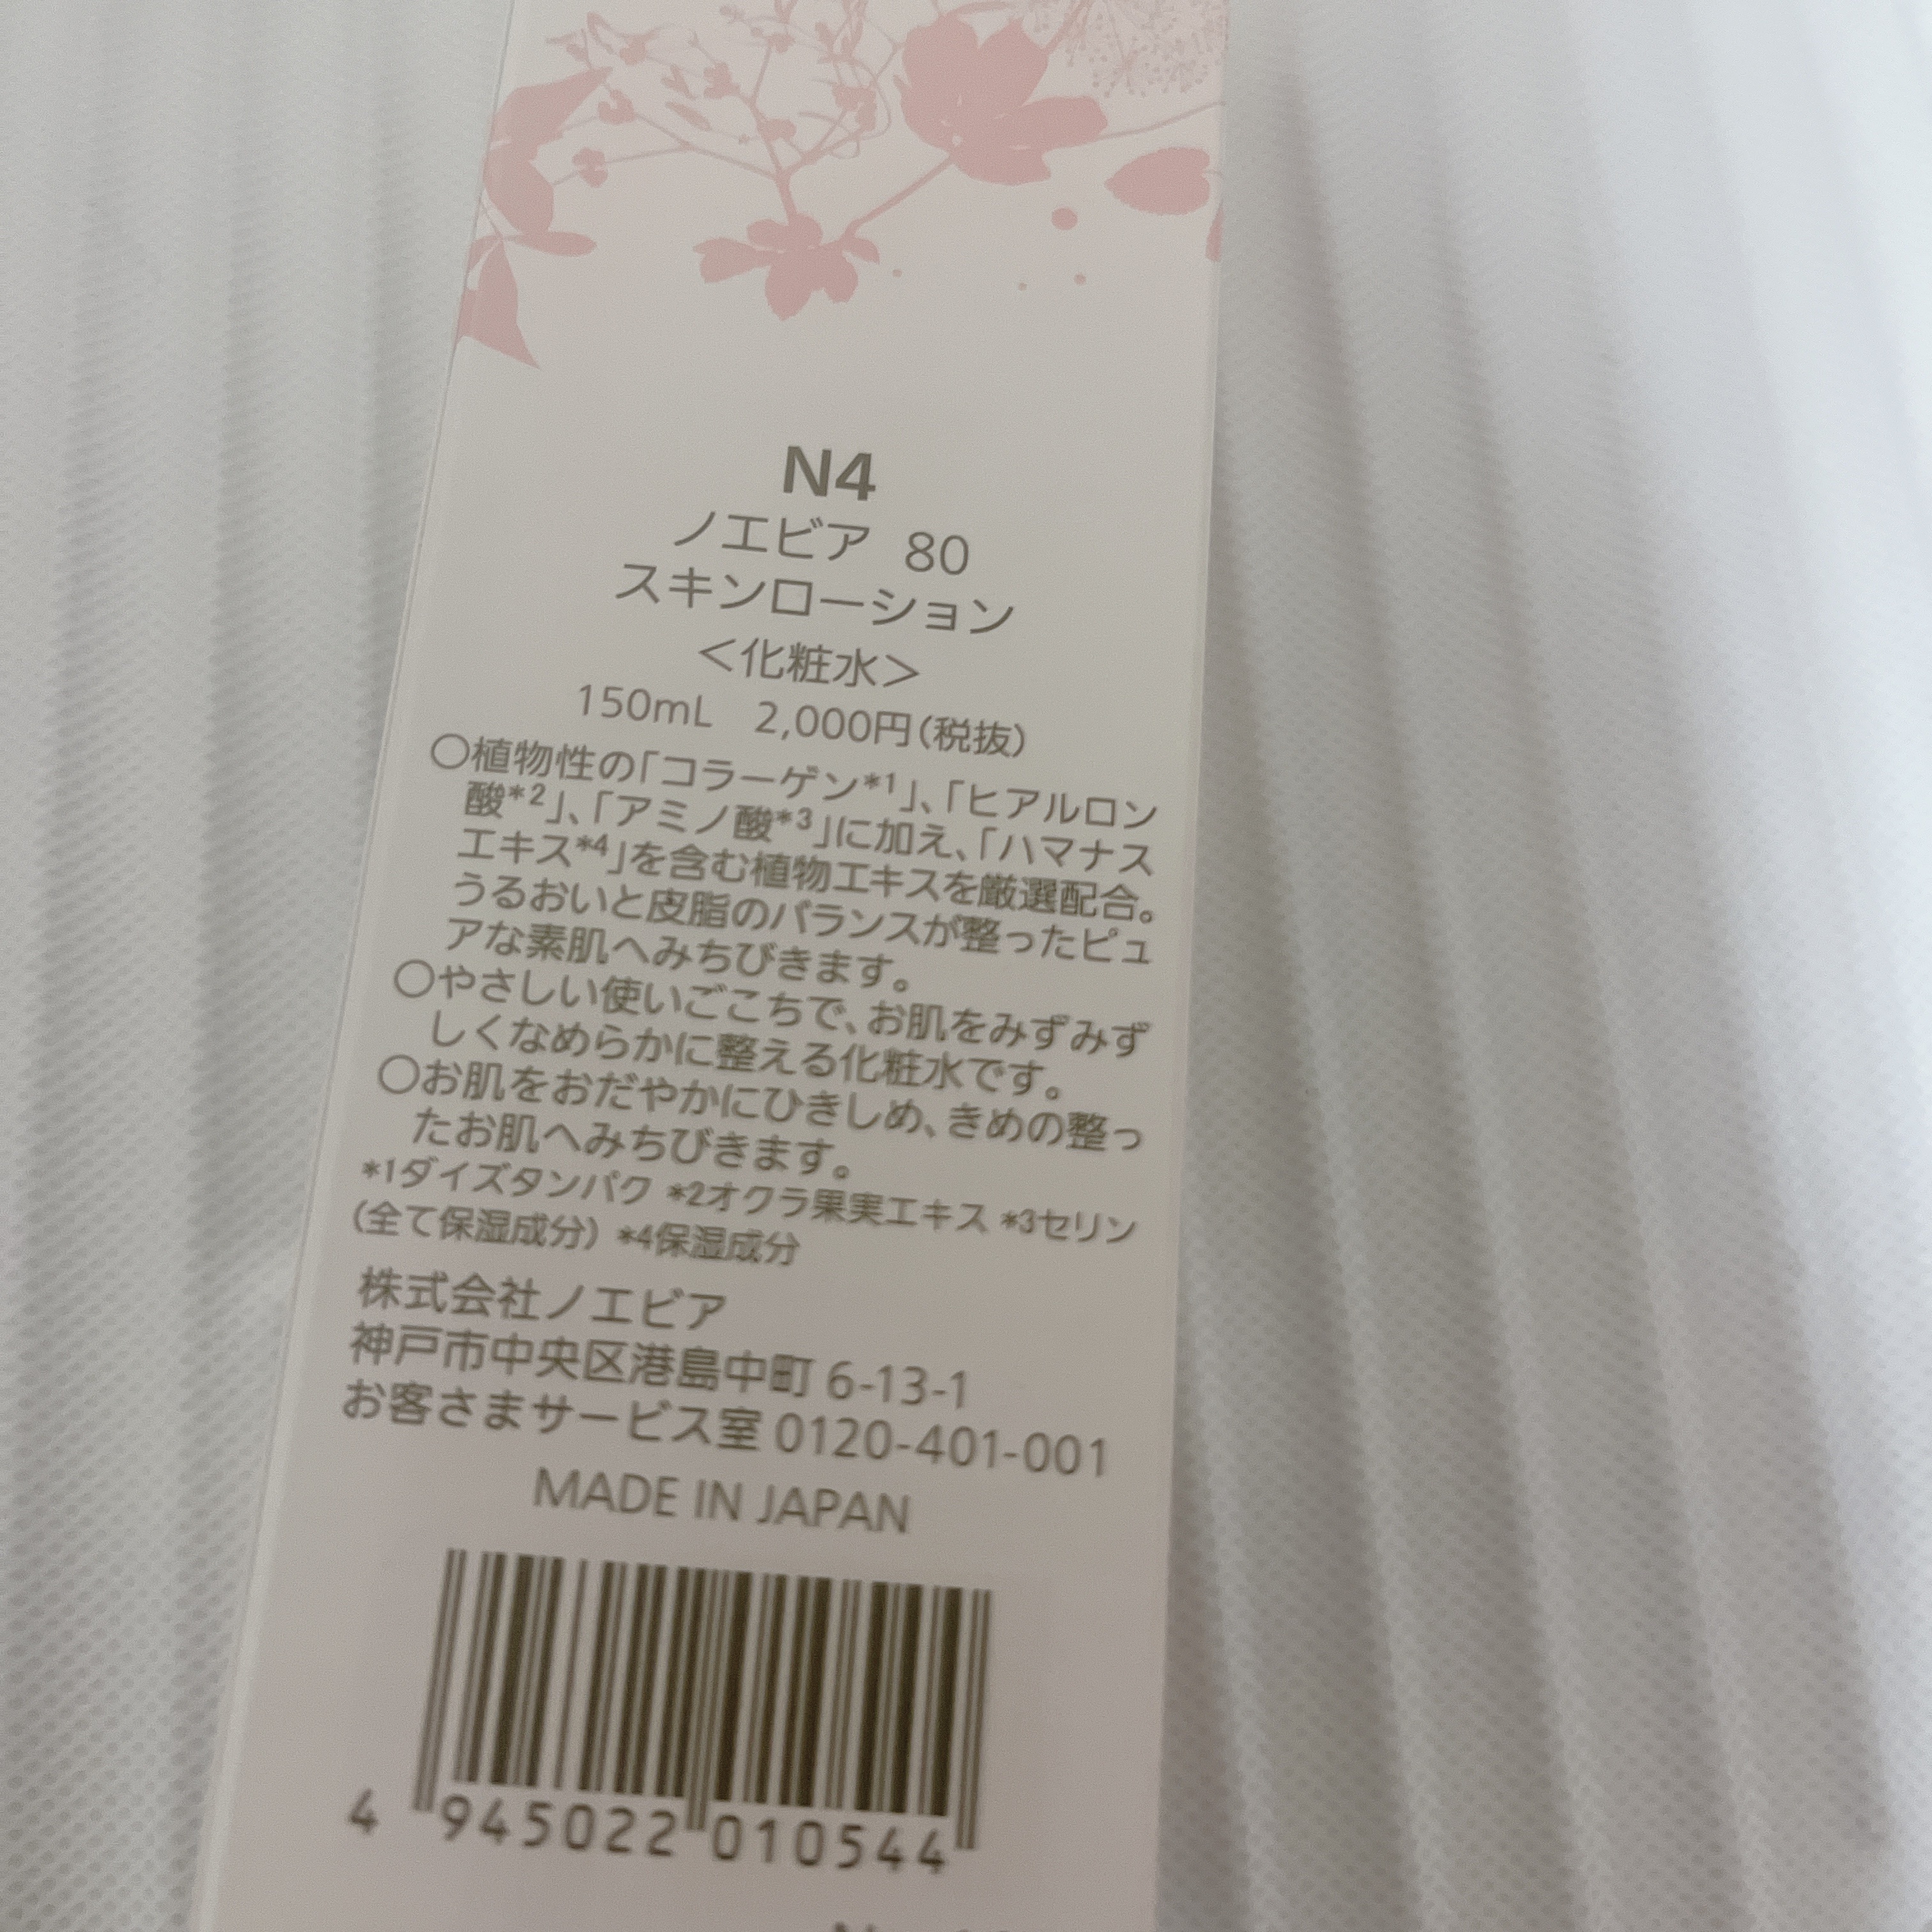 N4
ノエビア 80
スキンローション
＜化粧水＞
150mL 2,000円(税抜)
○植物性の｢コラーゲン*1｣、｢ヒアルロン
酸*2｣、｢アミノ酸*3｣に加え、｢ハマナス
エキス*4｣を含む植物エキスを厳選配合。
うるおいと皮脂のバランスが整ったピュ
アな素肌へみちびきます。
○やさしい使いごこちで、お肌をみずみず
しくなめらかに整える化粧水です。
○お肌をおだやかにひきしめ、きめの整っ
たお肌へみちびきます。
*1ダイズタンパク *2オクラ果実エキス *3セリン
(全て保湿成分) *4保湿成分
株式会社ノエビア
神戸市中央区港島中町 6-13-1
お客さまサービス室 0120-401-001
MADE IN JAPAN
4 945022 010544